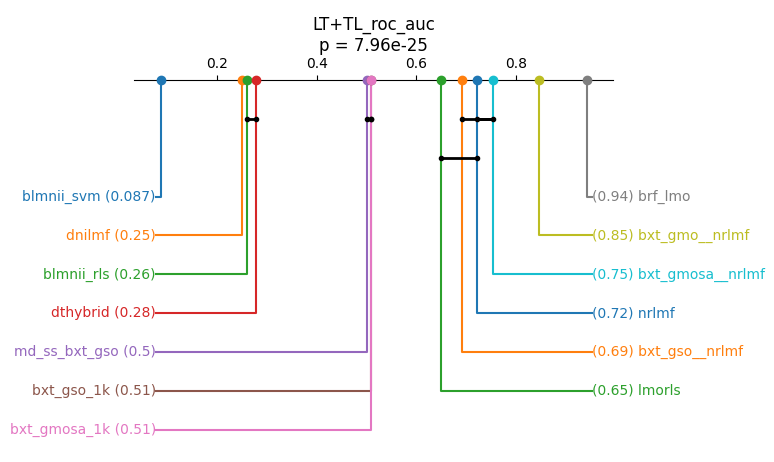 LT+TL_roc_auc
p = 7.96e-25
0.2 0.4 0.6 0.8
blmnii_svm (0.087) (0.94) brf_lmo
dnilmf (0.25) (0.85) bxt_gmo__nrlmf
blmnii_rls (0.26) (0.75) bxt_gmosa__nrlmf
dthybrid (0.28) (0.72) nrlmf
md_ss_bxt_gso (0.5) (0.69) bxt_gso__nrlmf
bxt_gso_1k (0.51) (0.65) lmorls
bxt_gmosa_1k (0.51)